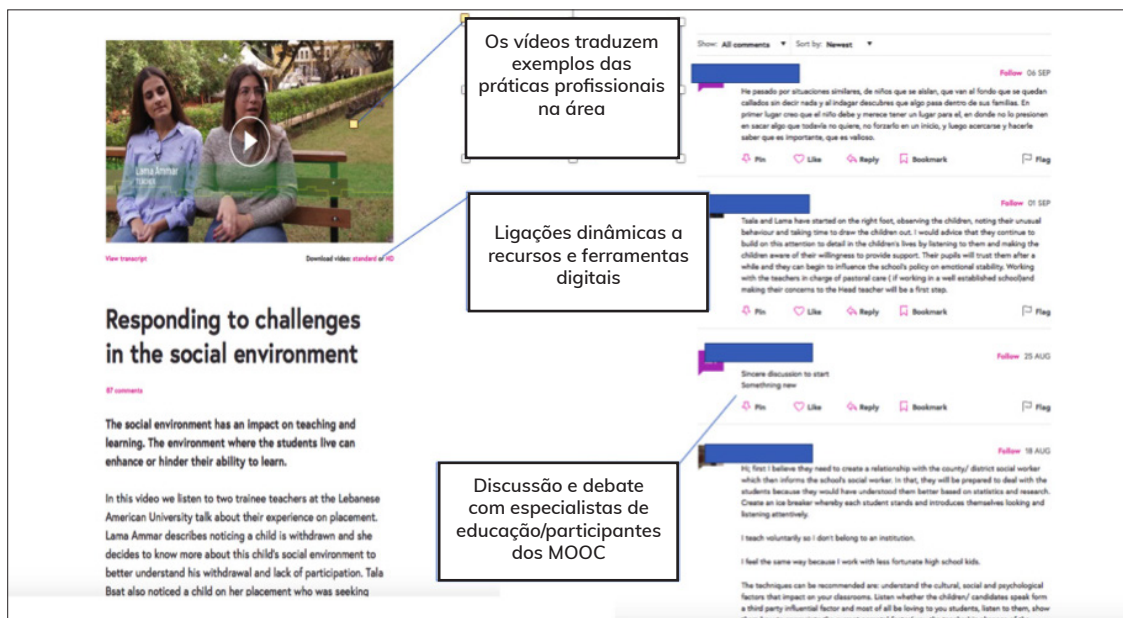 Os vídeos traduzem
exemplos das
práticas profissionais
na área
Lama Ammar
TEACHER
View transcript
Download video: standard or HD
Ligações dinâmicas a
recursos e ferramentas
digitais
Responding to challenges
in the social environment
87 comments
The social environment has an impact on teaching and
learning. The environment where the students live can
enhance or hinder their ability to learn.
In this video we listen to two trainee teachers at the Lebanese
American University talk about their experience on placement.
Lama Ammar describes noticing a child is withdrawn and she
decides to know more about this child's social environment to
better understand his withdrawal and lack of participation. Tala
Bsat also noticed a child on her placement who was seeking
Discussão e debate
com especialistas de
educação/participantes
dos MOOC
Show: All comments Sort by: Newest
Follow 06 SEP
He pasado por situaciones similares, de niños que se aislan, que van al fondo que se quedan
callados sin decir nada y al indagar descubres que algo pasa dentro de sus familias. En
primer lugar creo que el niño debe y merece tener un lugar para el, en donde no lo presionen
en sacar algo que todavía no quiere, no forzarlo en un inicio, y luego acercarse y hacerle
saber que es importante, que es valioso.
Pin Like Reply Bookmark Flag
Follow 01 SEP
Tsala and Lama have started on the right foot, observing the children, noting their unusual
behaviour and taking time to draw the children out. I would advice that they continue to
build on this attention to detail in the children's lives by listening to them and making the
children aware of their willingness to provide support. Their pupils will trust them after a
while and they can begin to influence the school's policy on emotional stability. Working
with the teachers in charge of pastoral care ( if working in a well established school)and
making their concerns to the Head teacher will be a first step.
Pin Like Reply Bookmark Flag
Follow 25 AUG
Sincere discussion to start
Somethning new
Pin Like Reply Bookmark Flag
Follow 18 AUG
Hi; first I believe they need to create a relationship with the county/ district social worker
which then informs the school's social worker. In that, they will be prepared to deal with the
students because they would have understood them better based on statistics and research.
Create an ice breaker whereby each student stands and introduces themselves looking and
listening attentively.
I teach voluntarily so I don't belong to an institution.
I feel the same way because I work with less fortunate high school kids.
The techniques can be recommended are: understand the cultural, social and psychological
factors that impact on your classrooms. Listen whether the children/ candidates speak form
a third party influential factor and most of all be loving to you students, listen to them, show